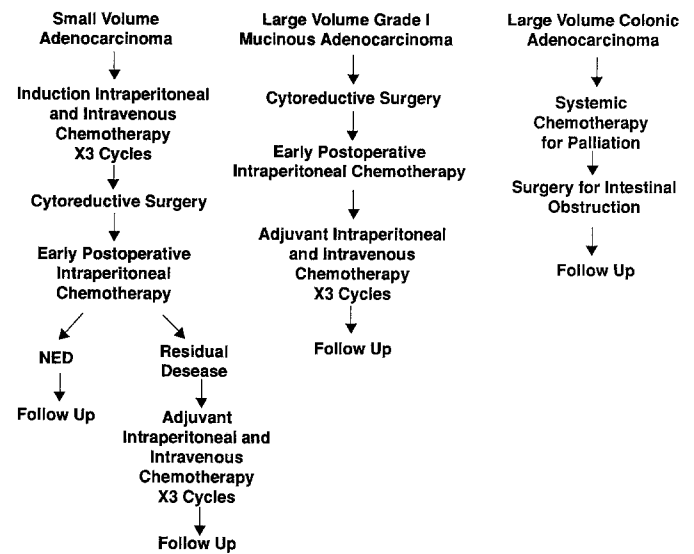 Small Volume
Adenocarcinoma
Induction Intraperitoneal
and Intravenous
Chemotherapy
X3 Cycles
Cytoreductive Surgery
Early Postoperative
Intraperitoneal
Chemotherapy
NED
Follow Up
Residual
Desease
Adjuvant
Intraperitoneal and
Intravenous
Chemotherapy
X3 Cycles
Follow Up
Large Volume Grade I
Mucinous Adenocarcinoma
Cytoreductive Surgery
Early Postoperative
Intraperitoneal Chemotherapy
Adjuvant Intraperitoneal
and Intravenous
Chemotherapy
X3 Cycles
Follow Up
Large Volume Colonic
Adenocarcinoma
Systemic
Chemotherapy
for Palliation
Surgery for Intestinal
Obstruction
Follow Up